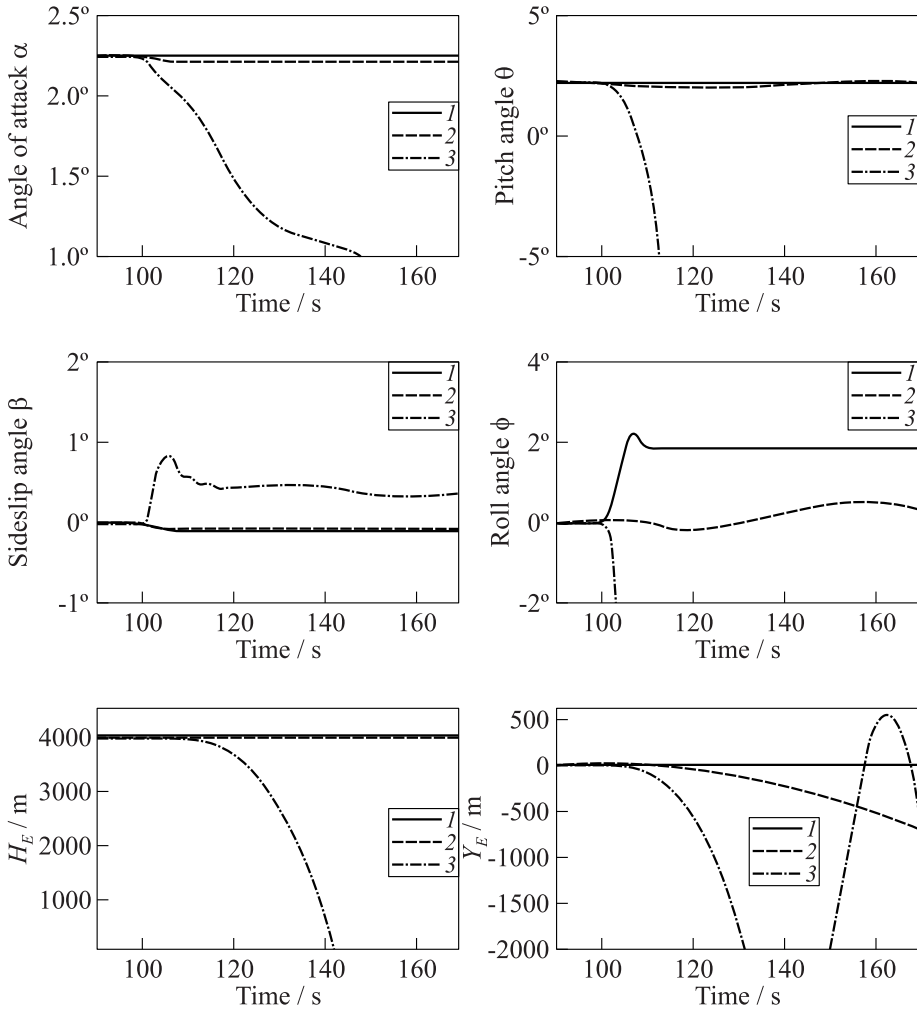 Angle of attack α
2.5º
2.0º
1.5º
1.0º
1
2
3
100
120
140
160
Time / s
Pitch angle θ
5º
0º
-5º
1
2
3
100
120
140
160
Time / s
Sideslip angle β
2º
1º
0º
-1º
1
2
3
100
120
140
160
Time / s
Roll angle ϕ
4º
2º
0º
-2º
1
2
3
100
120
140
160
Time / s
H_E / m
4000
3000
2000
1000
1
2
3
100
120
140
160
Time / s
Y_E / m
500
0
-500
-1000
-1500
-2000
1
2
3
100
120
140
160
Time / s